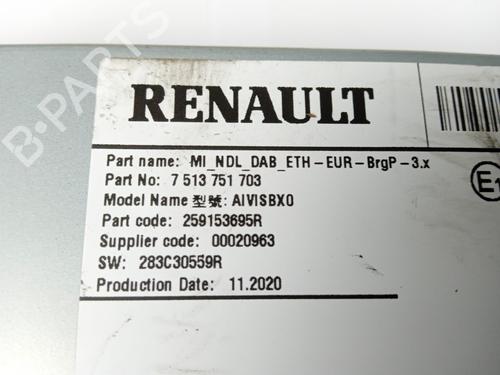 B-PARTS
RENAULT
Part name: MI_NDL_DAB_ETH-EUR-BrgP-3.x
Part No: 7 513 751 703
Model Name 型號: AIVISBX0
Part code: 259153695R
Supplier code: 00020963
SW: 283C30559R
Production Date: 11.2020
E1